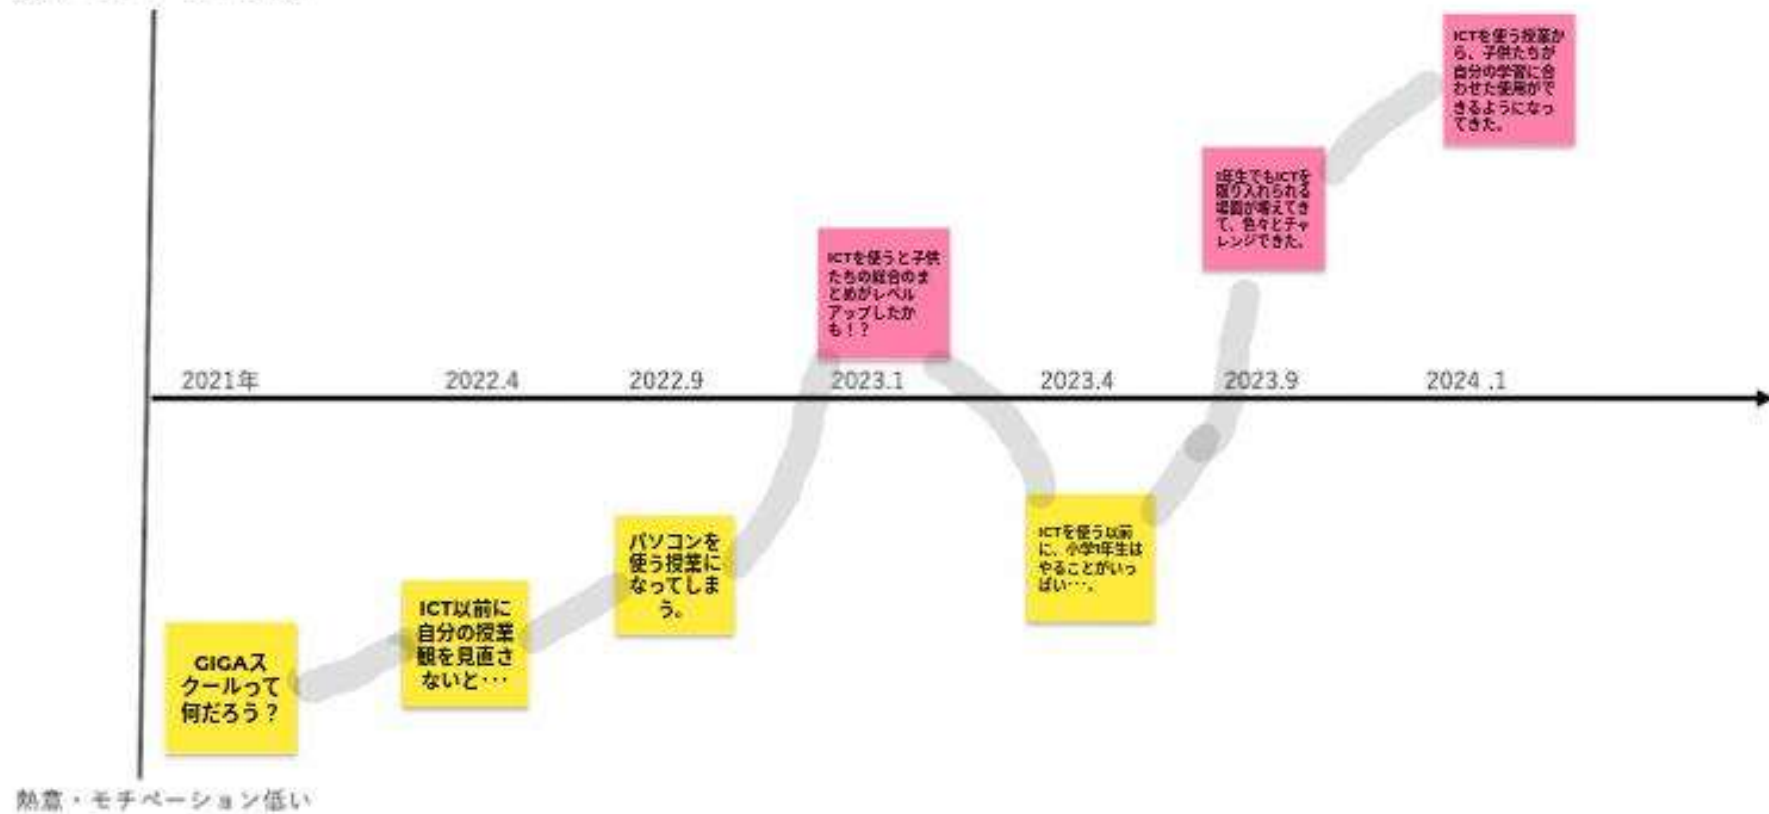 ICTを使う授業か
ら、子供たちが
自分の学習に合
わせた使用がで
きるようになっ
てきた。
1年生でもICTを
取り入れられる
場面が増えてき
て、色々とチャ
レンジできた。
ICTを使うと子供
たちの総合のま
とめがレベル
アップしたか
も！？
2021年
2022.4
2022.9
2023.1
2023.4
2023.9
2024 .1
ICTを使う以前
に、小学1年生は
やることがいっ
ぱい･･･。
パソコンを
使う授業に
なってしま
う。
ICT以前に
自分の授業
観を見直さ
ないと･･･
GIGAス
クールって
何だろう？
熱意・モチベーション低い